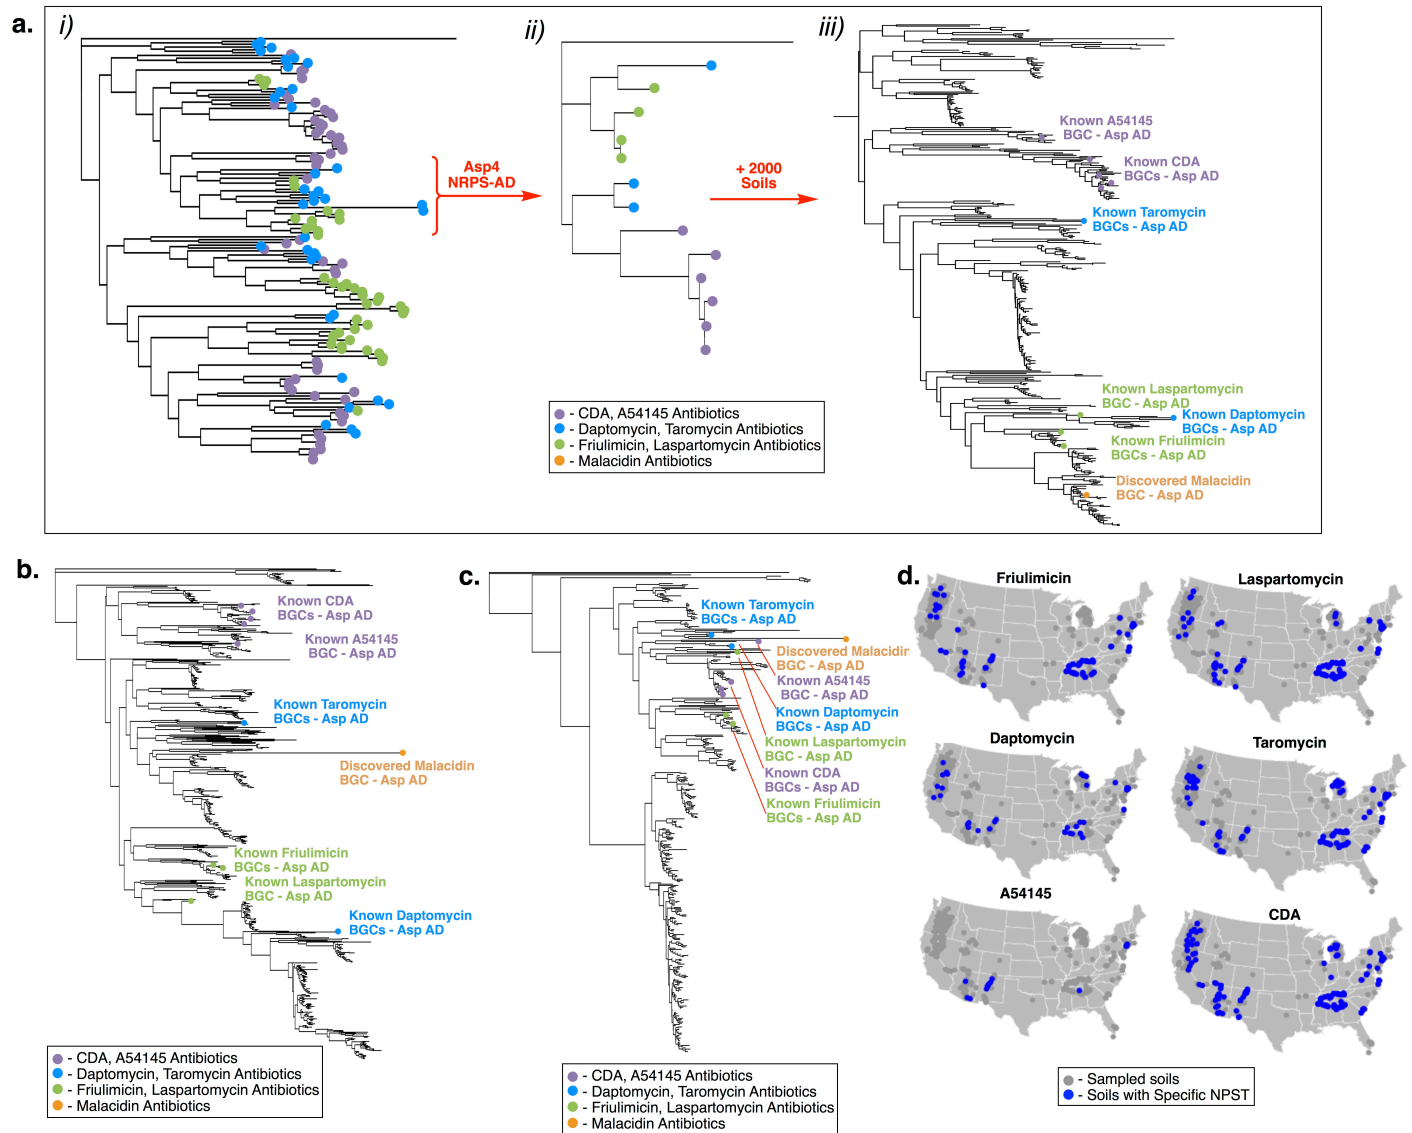 a.
i)
ii)
iii)
Asp4
NRPS-AD
+ 2000
Soils
Known A54145
BGC - Asp AD
Known CDA
BGCs - Asp AD
Known Taromycin
BGCs - Asp AD
Known Laspartomycin
BGC - Asp AD
Known Daptomycin
BGCs - Asp AD
Known Friulimicin
BGCs - Asp AD
Discovered Malacidin
BGC - Asp AD
- CDA, A54145 Antibiotics
- Daptomycin, Taromycin Antibiotics
- Friulimicin, Laspartomycin Antibiotics
- Malacidin Antibiotics
b.
Known CDA
BGCs - Asp AD
Known A54145
BGC - Asp AD
Known Taromycin
BGCs - Asp AD
Discovered Malacidin
BGC - Asp AD
Known Friulimicin
BGCs - Asp AD
Known Laspartomycin
BGC - Asp AD
Known Daptomycin
BGCs - Asp AD
- CDA, A54145 Antibiotics
- Daptomycin, Taromycin Antibiotics
- Friulimicin, Laspartomycin Antibiotics
- Malacidin Antibiotics
c.
Known Taromycin
BGCs - Asp AD
Discovered Malacidin
BGC - Asp AD
Known A54145
BGC - Asp AD
Known Daptomycin
BGCs - Asp AD
Known Laspartomycin
BGC - Asp AD
Known CDA
BGCs - Asp AD
Known Friulimicin
BGCs - Asp AD
- CDA, A54145 Antibiotics
- Daptomycin, Taromycin Antibiotics
- Friulimicin, Laspartomycin Antibiotics
- Malacidin Antibiotics
d.
Friulimicin
Laspartomycin
Daptomycin
Taromycin
A54145
CDA
- Sampled soils
- Soils with Specific NPST